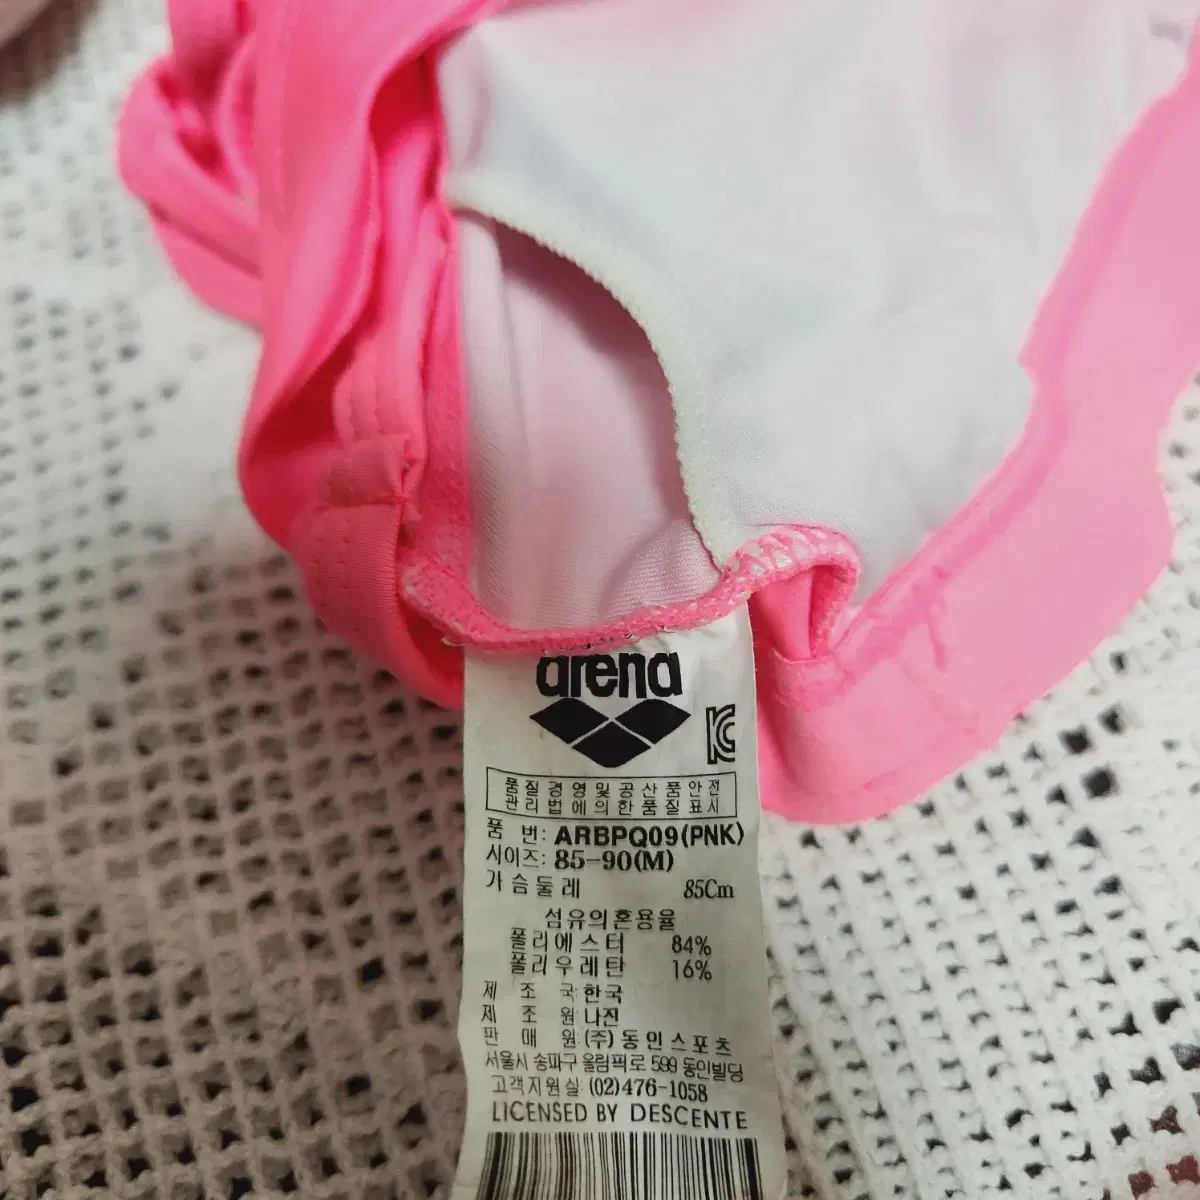 arena
품질경영및공산품안전
관리법에의한품질표시
품 번: ARBPQ09(PNK)
사이즈: 85-90(M)
가슴둘레 85Cm
섬유의혼용율
폴리에스터 84%
폴리우레탄 16%
제 조 국: 한국
제 조 원: 나진
판 매 원: (주)동인스포츠
서울시 송파구 올림픽로 599 동인빌딩
고객지원실: (02)476-1058
LICENSED BY DESCENTE